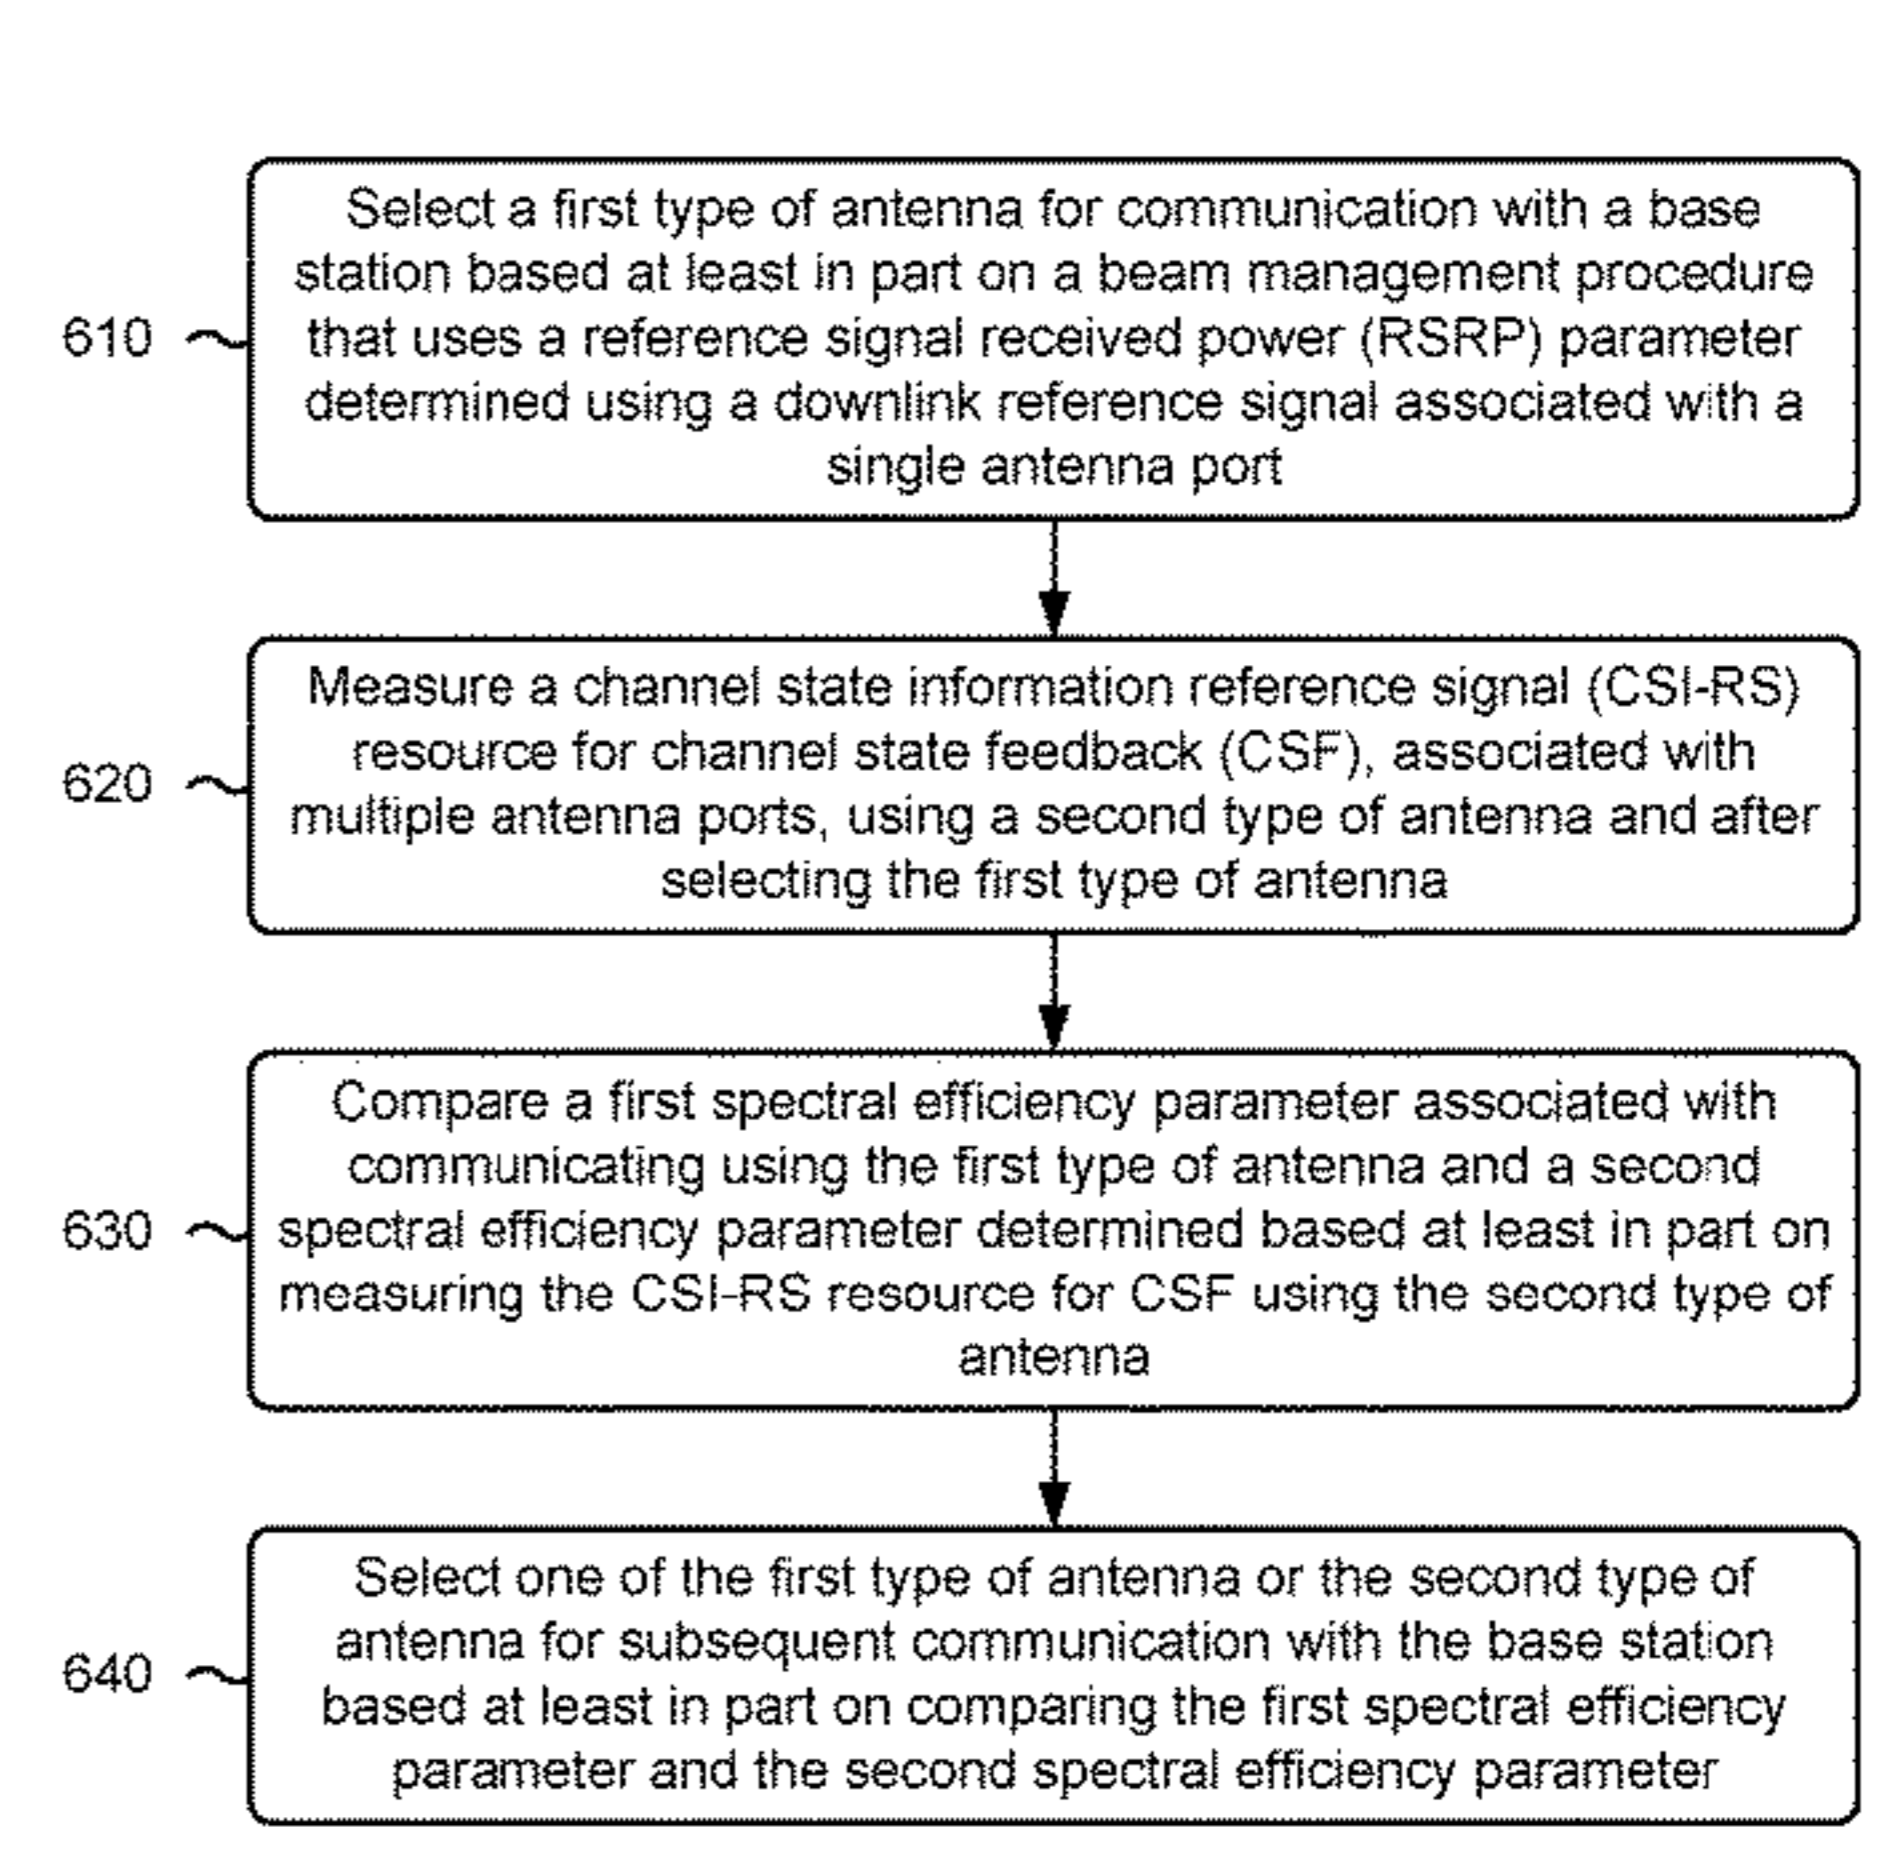 Select a first type of antenna for communication with a base
station based at least in part on a beam management procedure
610
that uses a reference signal received power (RSRP) parameter
determined using a downlink reference signal associated with a
single antenna port
Measure a channel state information reference signal (CSI-RS)
resource for channel state feedback (CSF), associated with
620
multiple antenna ports, using a second type of antenna and after
selecting the first type of antenna
Compare a first spectral efficiency parameter associated with
communicating using the first type of antenna and a second
630
spectral efficiency parameter determined based at least in part on
measuring the CSI-RS resource for CSF using the second type of
antenna
Select one of the first type of antenna or the second type of
antenna for subsequent communication with the base station
640
based at least in part on comparing the first spectral efficiency
parameter and the second spectral efficiency parameter